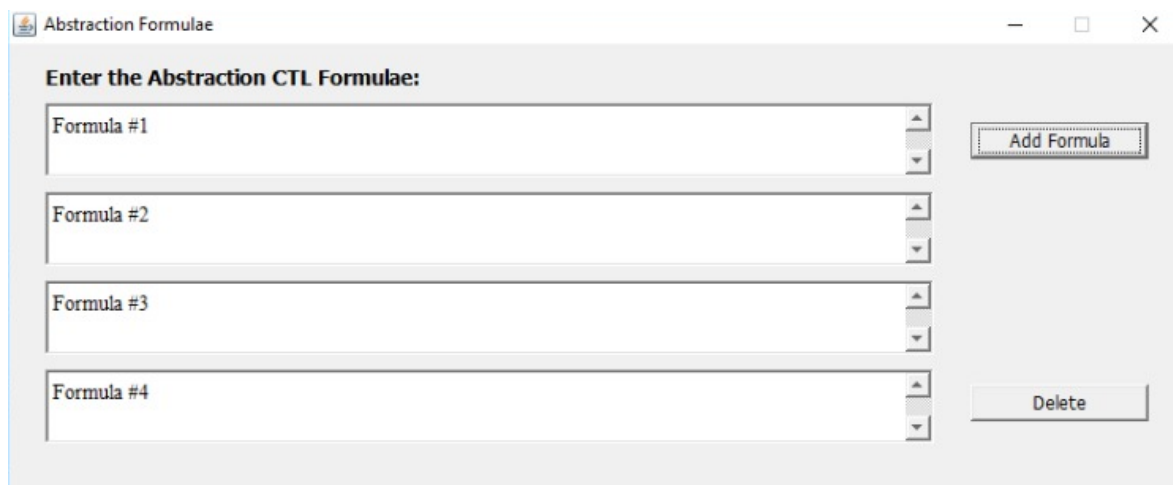 Abstraction Formulae
Enter the Abstraction CTL Formulae:
Formula #1
Add Formula
Formula #2
Formula #3
Formula #4
Delete